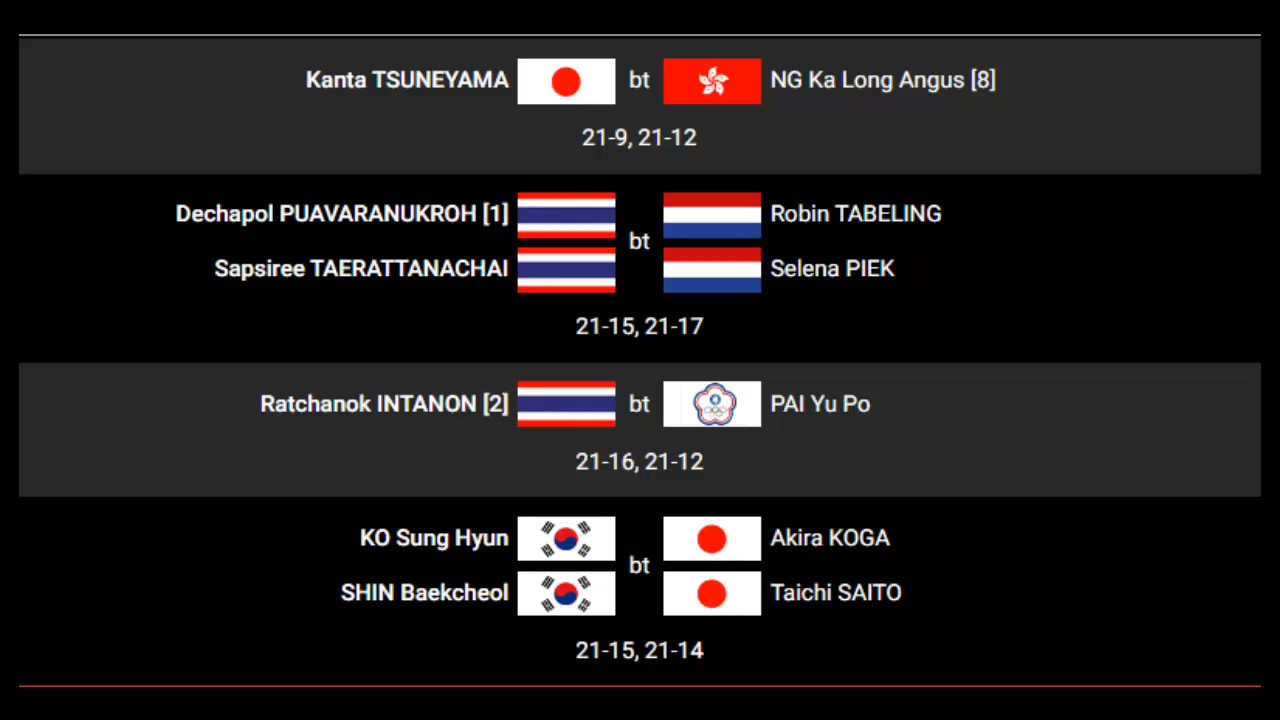 Kanta TSUNEYAMA bt NG Ka Long Angus [8]
21-9, 21-12
Dechapol PUAVARANUKROH [1] Robin TABELING
bt
Sapsiree TAERATTANACHAI Selena PIEK
21-15, 21-17
Ratchanok INTANON [2] bt PAI Yu Po
21-16, 21-12
KO Sung Hyun Akira KOGA
bt
SHIN Baekcheol Taichi SAITO
21-15, 21-14